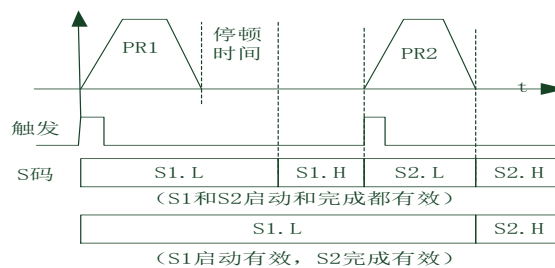 PR1
停顿
时间
PR2
t
触发
S码
S1.L
S1.H
S2.L
S2.H
（S1和S2启动和完成都有效）
S1.L
S2.H
（S1启动有效，S2完成有效）